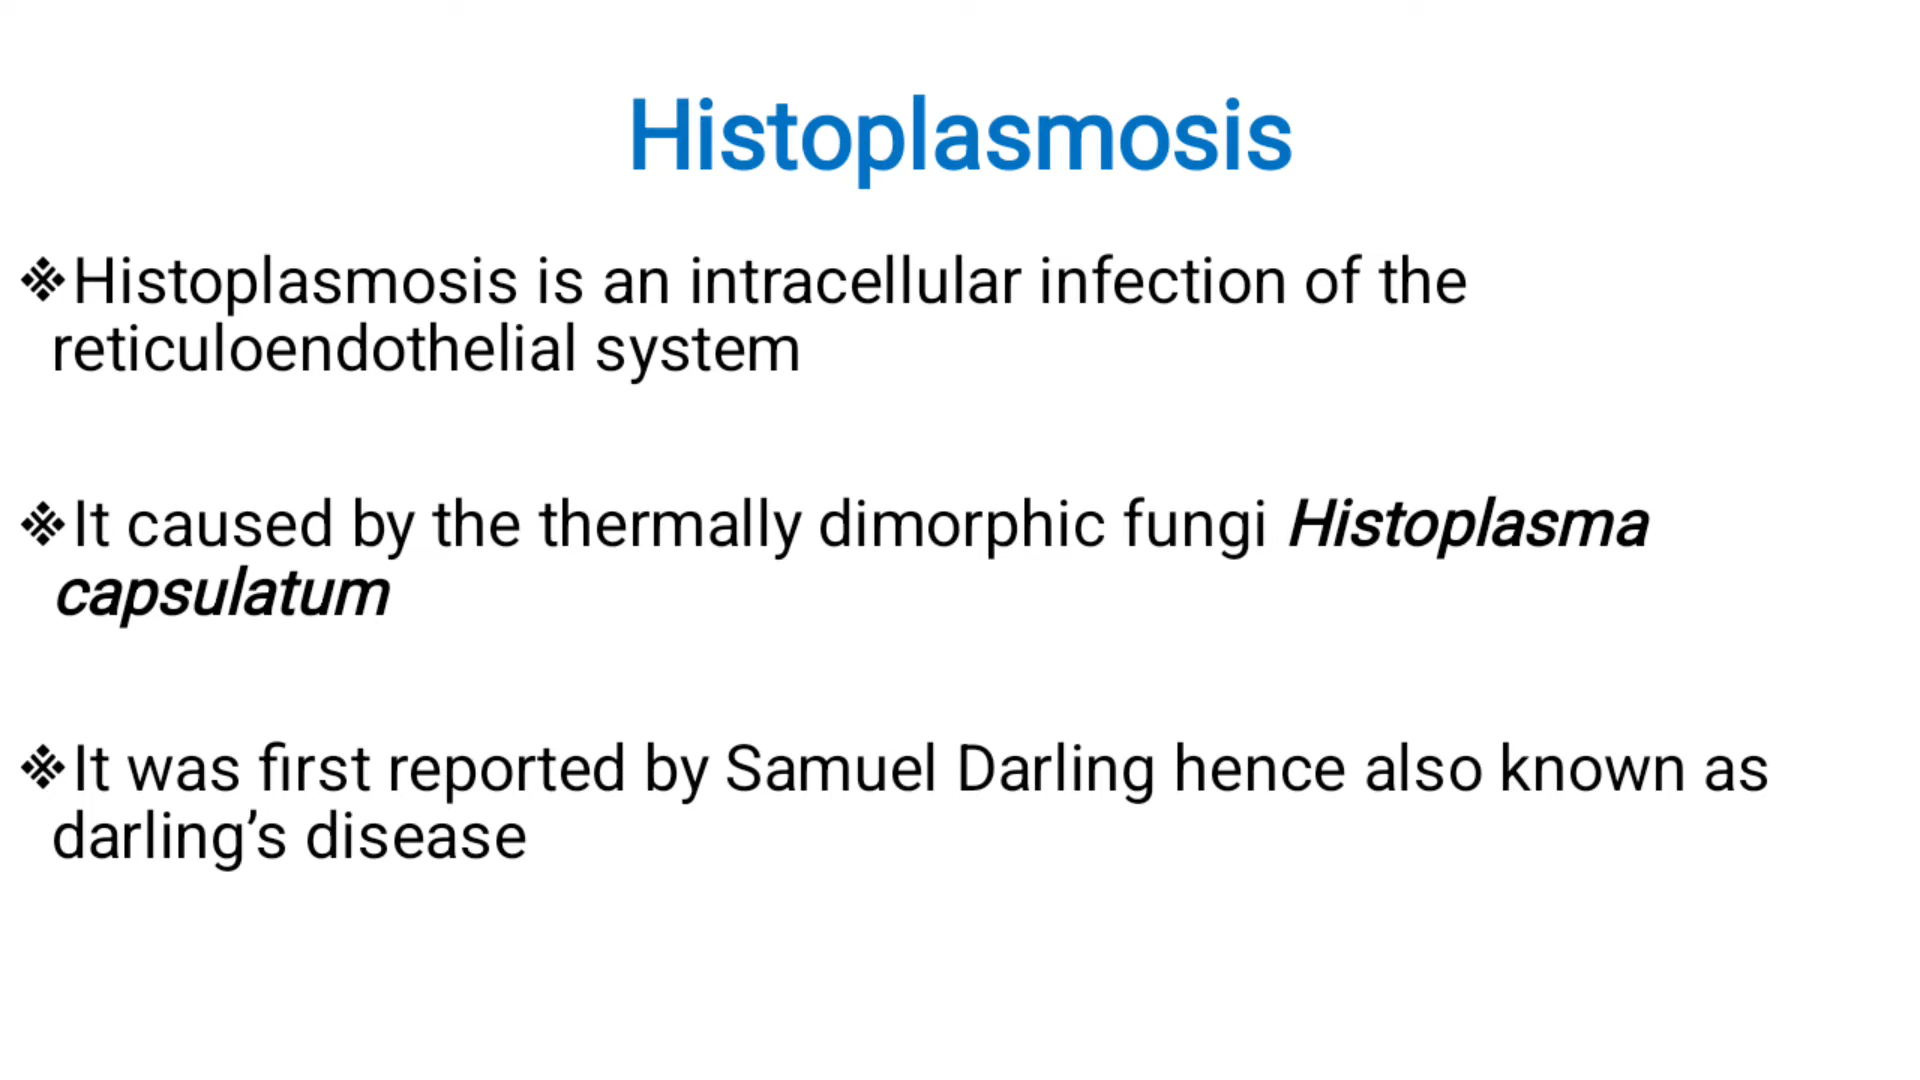 Histoplasmosis
❖Histoplasmosis is an intracellular infection of the
reticuloendothelial system
❖It caused by the thermally dimorphic fungi Histoplasma
capsulatum
❖It was first reported by Samuel Darling hence also known as
darling’s disease